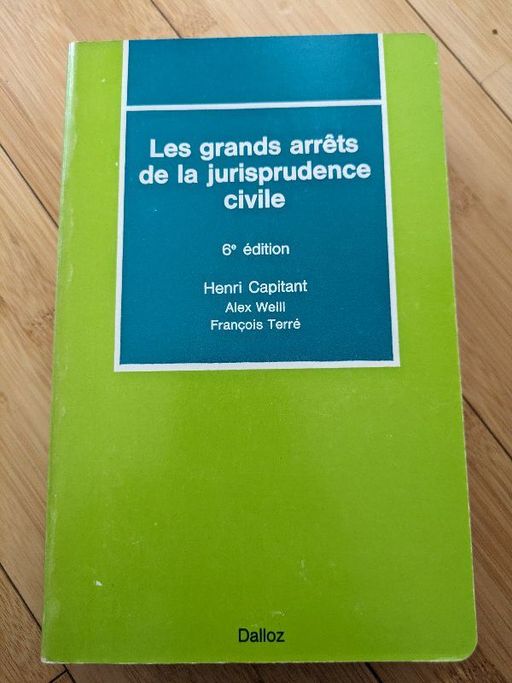 Les grands arrêts
de la jurisprudence
civile
6e édition
Henri Capitant
Alex Weill
François Terré
Dalloz